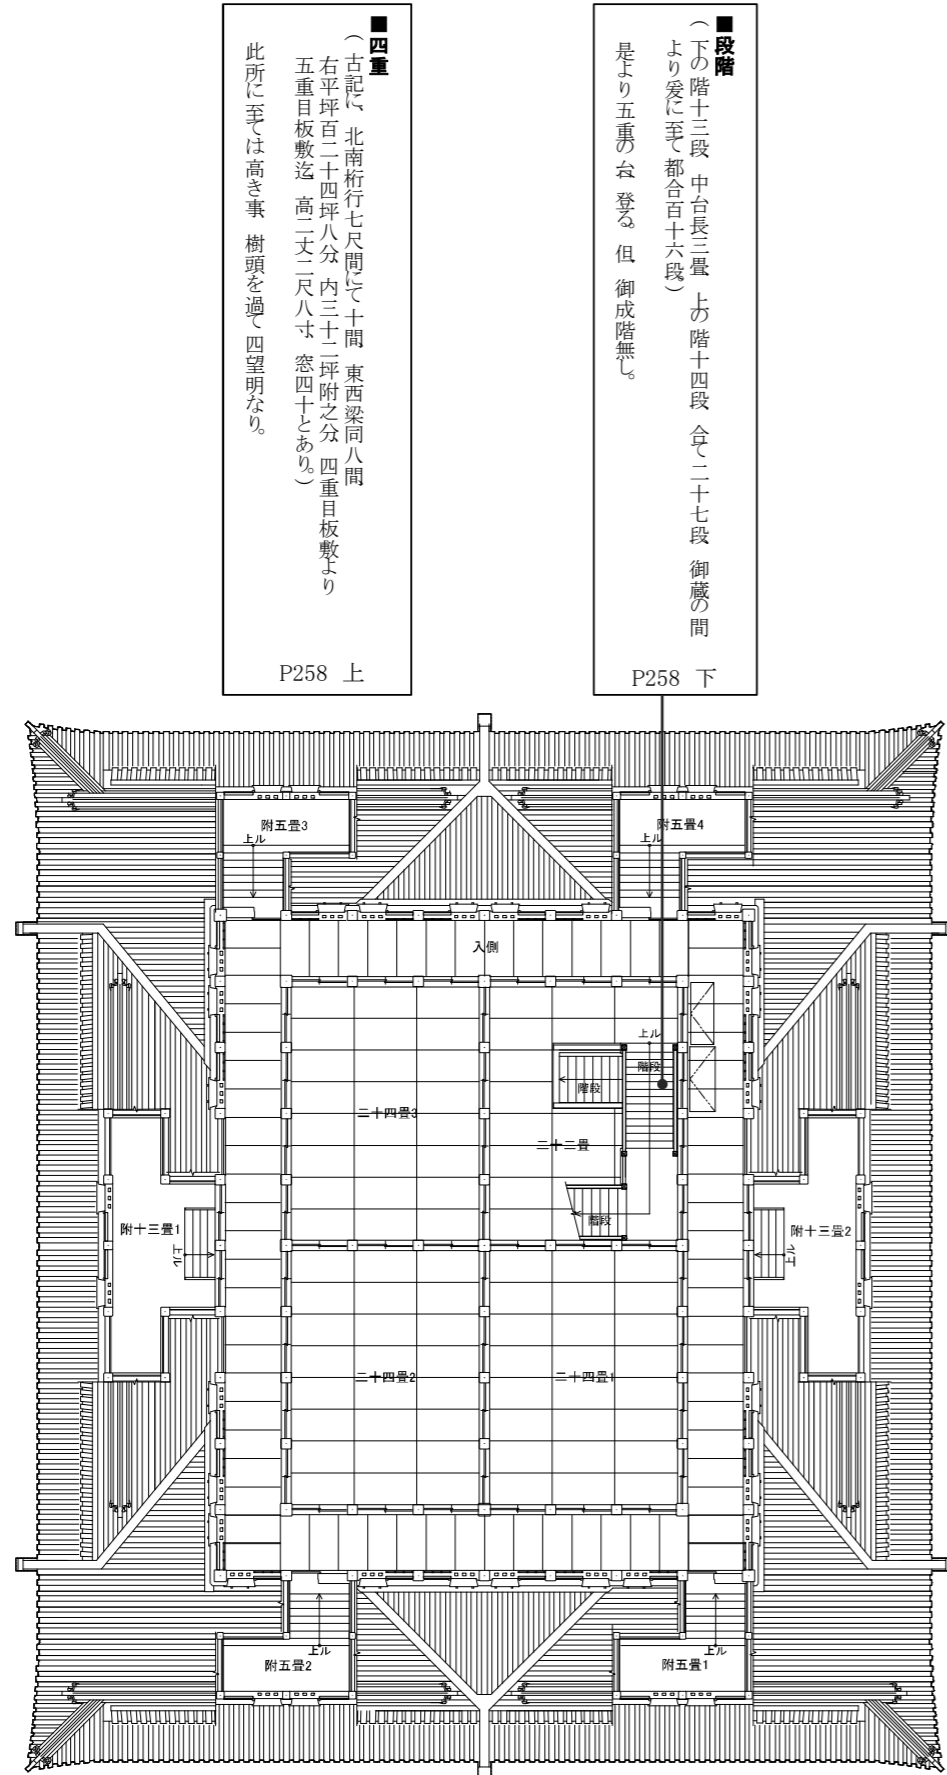 ■段階
（下の階十三段、中台長三畳、上の階十四段、合て二十七段、御蔵の間
より爰に至て都合百十六段。）
是より五重の台、登る。但、御成階無し。
P258 下
■四重
（古記に、北南桁行七尺間にて十間、東西梁同八間、
右平坪百二十四坪八分、内三十二坪附之分、四重目板敷より
五重目板敷迄、高二丈二尺八寸、窓四十とあり。）
此所に至ては高き事、樹頭を過て四望明なり。
P258 上
附五畳3
上ル
附五畳4
上ル
入側
上ル
階段
階段
二十四畳3
二十二畳
階段
附十三畳1
上ル
附十三畳2
上ル
二十四畳2
二十四畳1
上ル
附五畳2
上ル
附五畳1